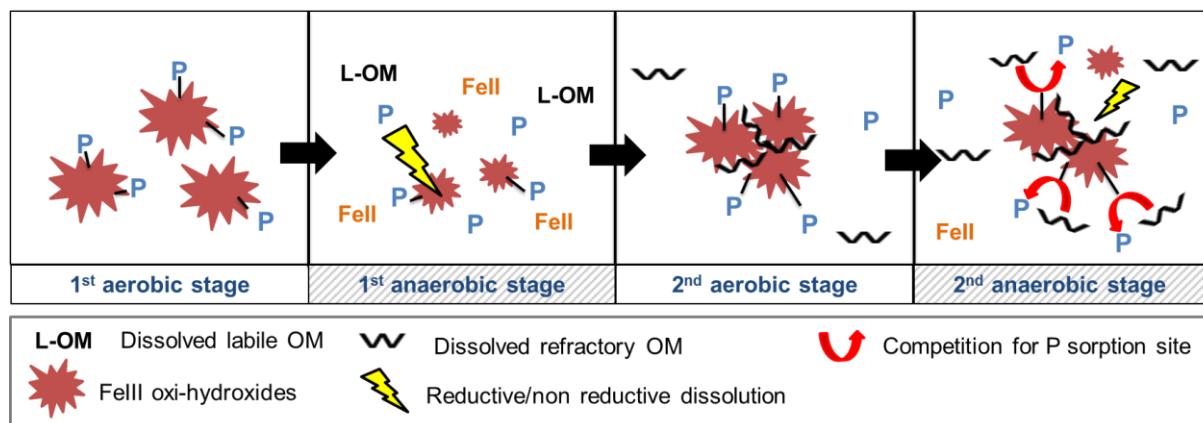 P
P
P
P
P
1st aerobic stage
L-OM
FeII
L-OM
P
P
P
P
FeII
P
FeII
1st anaerobic stage
P
P
P
P
P
2nd aerobic stage
P
P
P
P
FeII
P
2nd anaerobic stage
L-OM Dissolved labile OM
Dissolved refractory OM
Competition for P sorption site
FeIII oxi-hydroxides
Reductive/non reductive dissolution